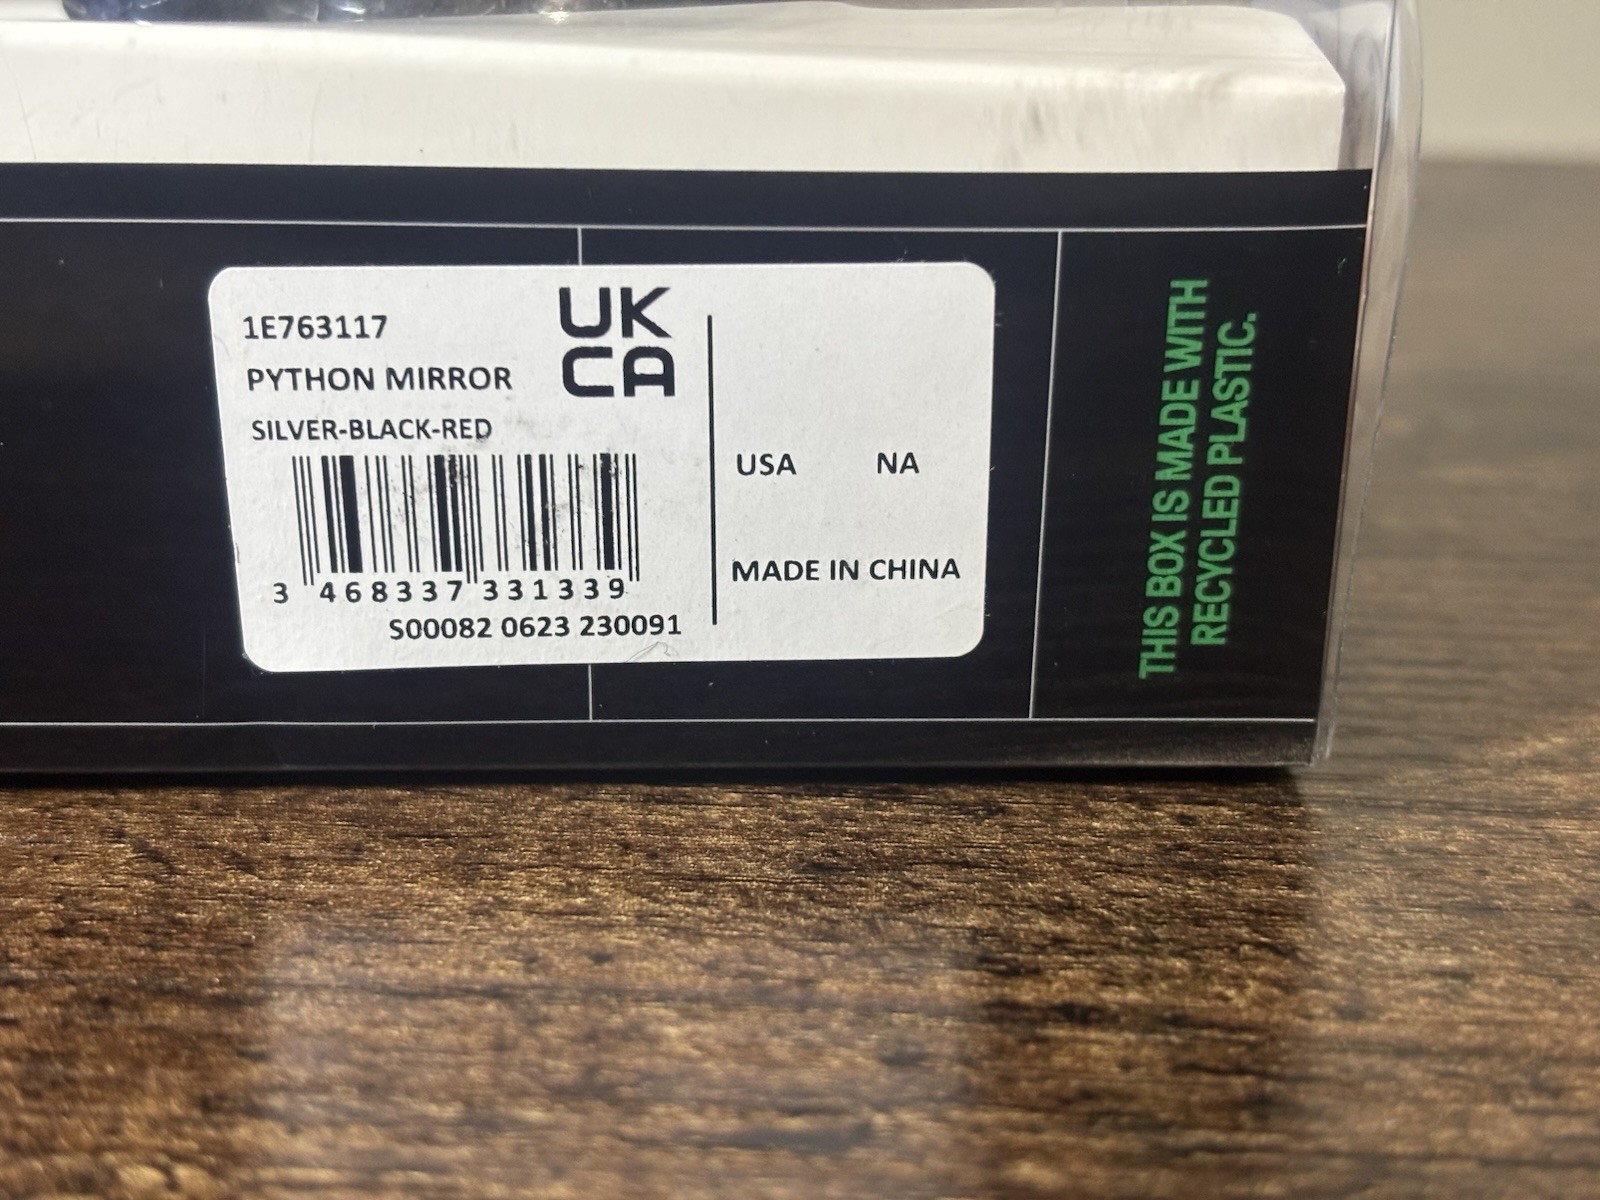 1E763117
PYTHON MIRROR
SILVER-BLACK-RED
UK
CA
3 468337 331339
S00082 0623 230091
USA NA
MADE IN CHINA
THIS BOX IS MADE WITH
RECYCLED PLASTIC.